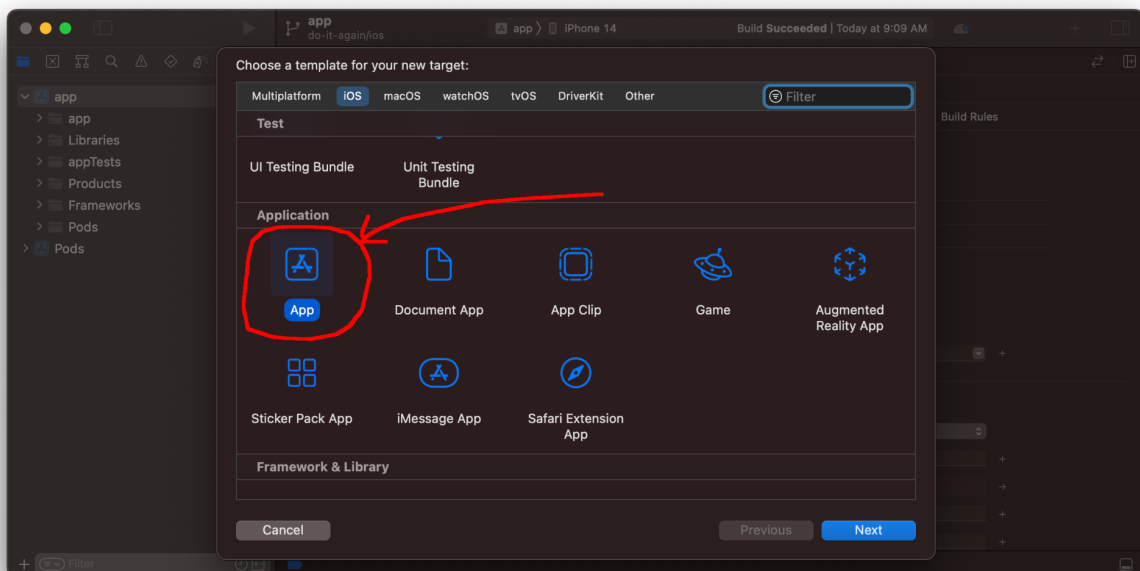 app
do-it-again/ios
app
iPhone 14
Build Succeeded | Today at 9:09 AM
Choose a template for your new target:
Multiplatform iOS macOS watchOS tvOS DriverKit Other
Filter
app
app
Libraries
appTests
Products
Frameworks
Pods
Pods
Build Rules
Test
UI Testing Bundle
Unit Testing
Bundle
Application
App
Document App
App Clip
Game
Augmented
Reality App
Sticker Pack App
iMessage App
Safari Extension
App
Framework & Library
Cancel
Previous
Next
Filter